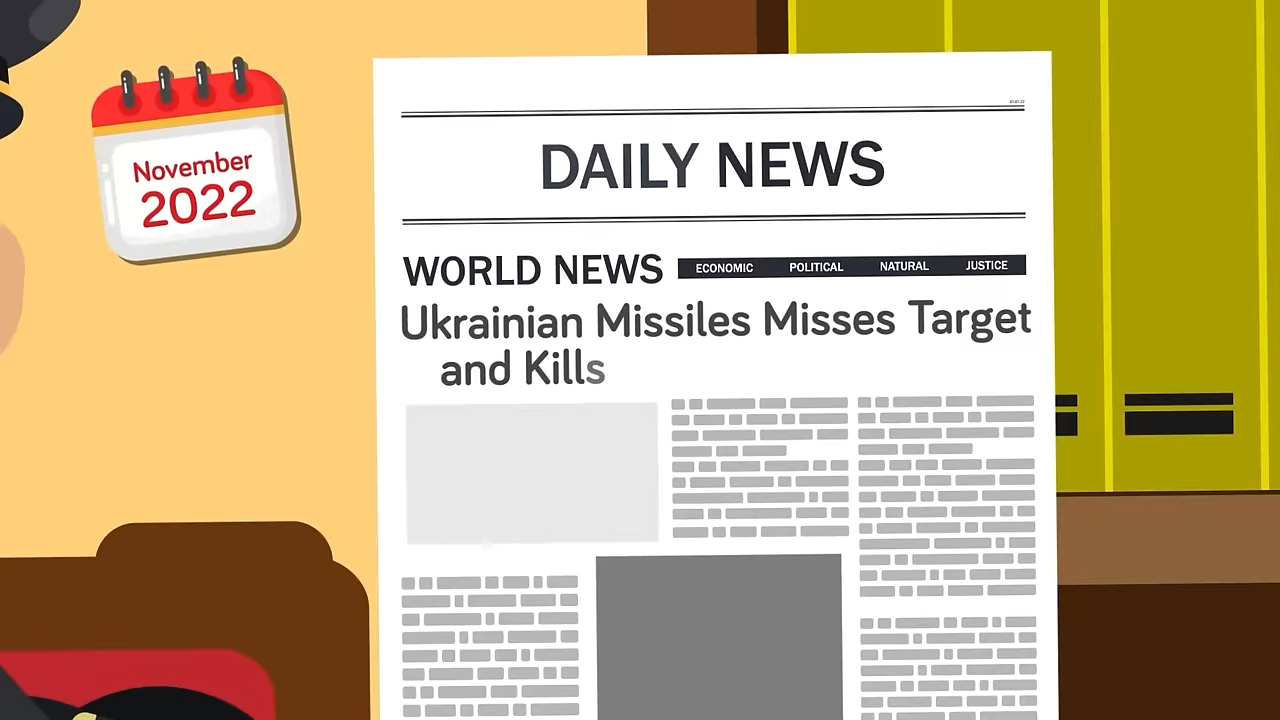 November
2022
DAILY NEWS
WORLD NEWS
ECONOMIC POLITICAL NATURAL JUSTICE
Ukrainian Missiles Misses Target
and Kills